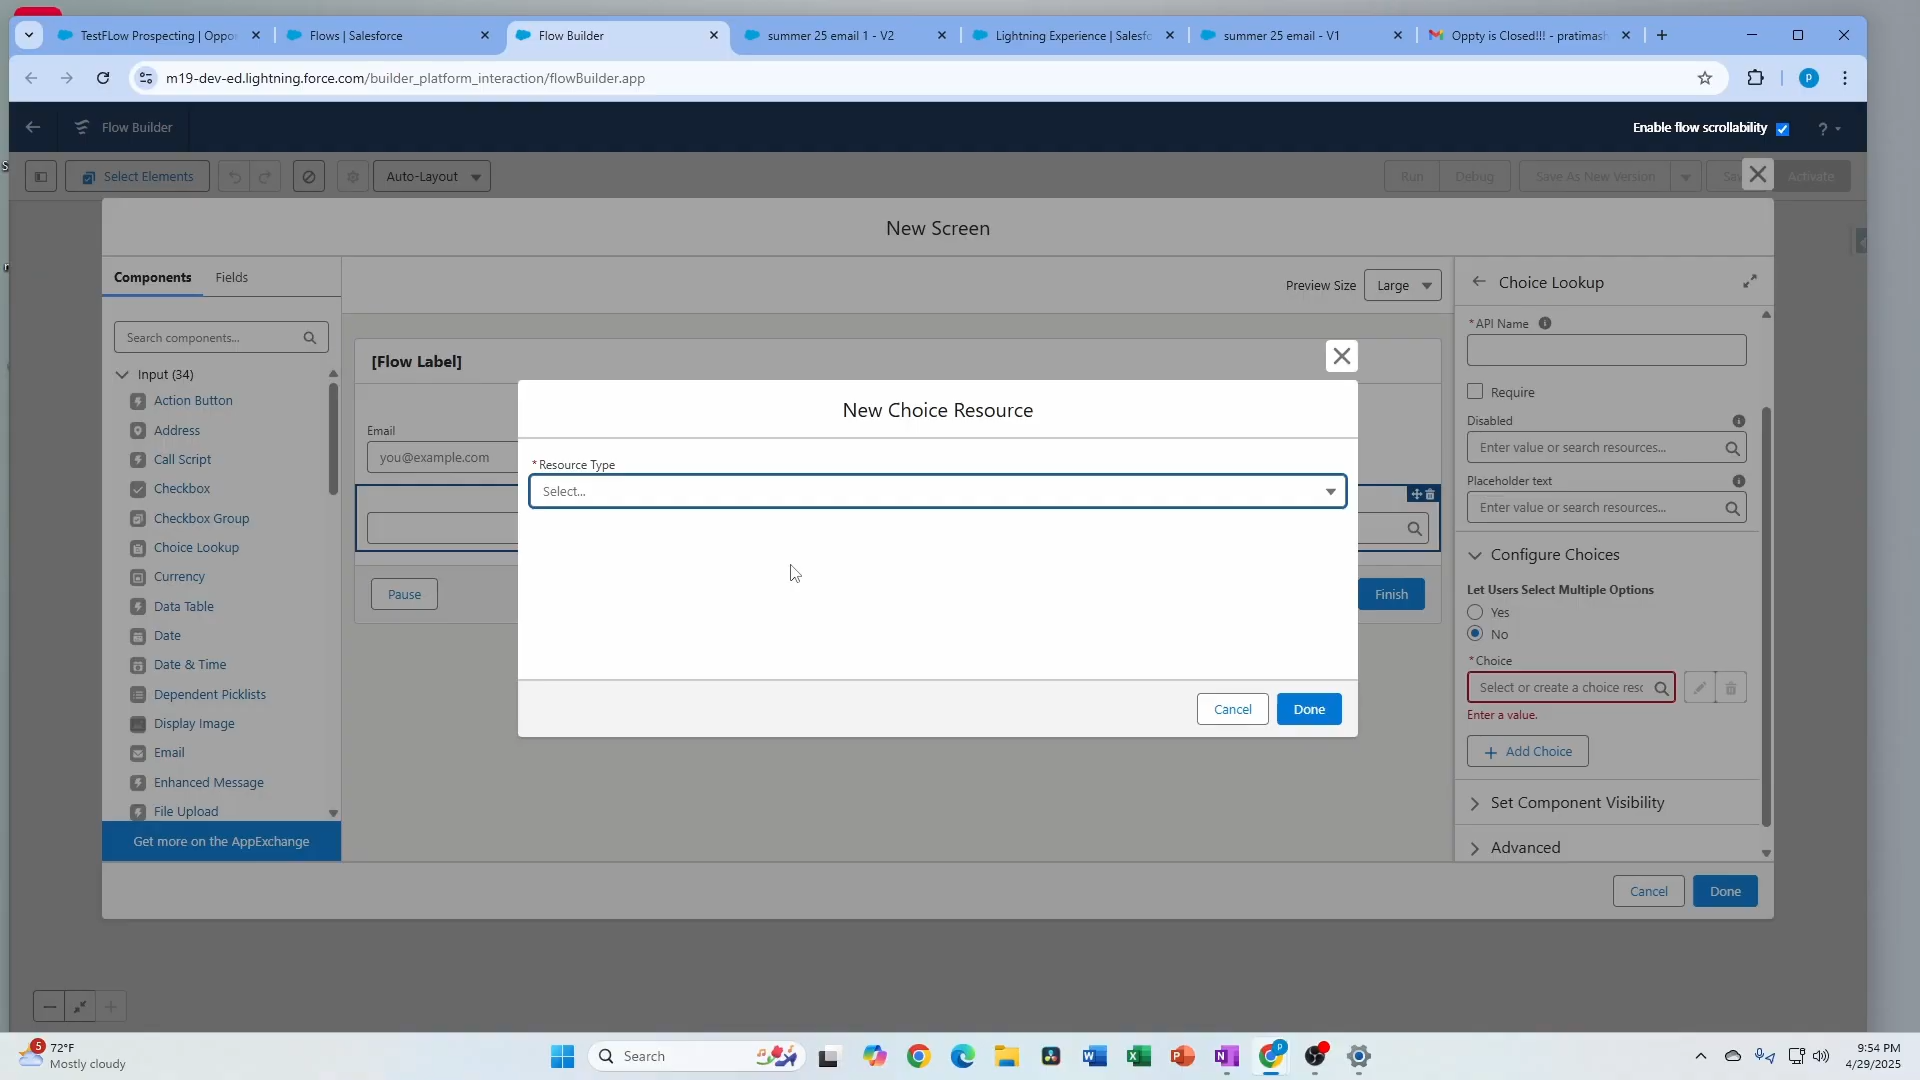 TestFLow Prospecting | Oppo
Flows | Salesforce
Flow Builder
summer 25 email 1 - V2
Lightning Experience | Salesfo
summer 25 email - V1
Oppty is Closed!!! - pratimash
m19-dev-ed.lightning.force.com/builder_platform_interaction/flowBuilder.app
P
Flow Builder
Enable flow scrollability
?
Select Elements
Auto-Layout
Run
Debug
Save As New Version
Activate
New Screen
Components
Fields
Preview Size
Large
Choice Lookup
Search components...
Input (34)
Action Button
Address
Call Script
Checkbox
Checkbox Group
Choice Lookup
Currency
Data Table
Date
Date & Time
Dependent Picklists
Display Image
Email
Enhanced Message
File Upload
Get more on the AppExchange
[Flow Label]
Email
you@example.com
Pause
Finish
New Choice Resource
*Resource Type
Select...
Cancel
Done
*API Name
Require
Disabled
Enter value or search resources...
Placeholder text
Enter value or search resources...
Configure Choices
Let Users Select Multiple Options
Yes
No
*Choice
Select or create a choice resc
Enter a value.
Add Choice
Set Component Visibility
Advanced
Cancel
Done
5
72°F
Mostly cloudy
Search
P
9:54 PM
4/29/2025